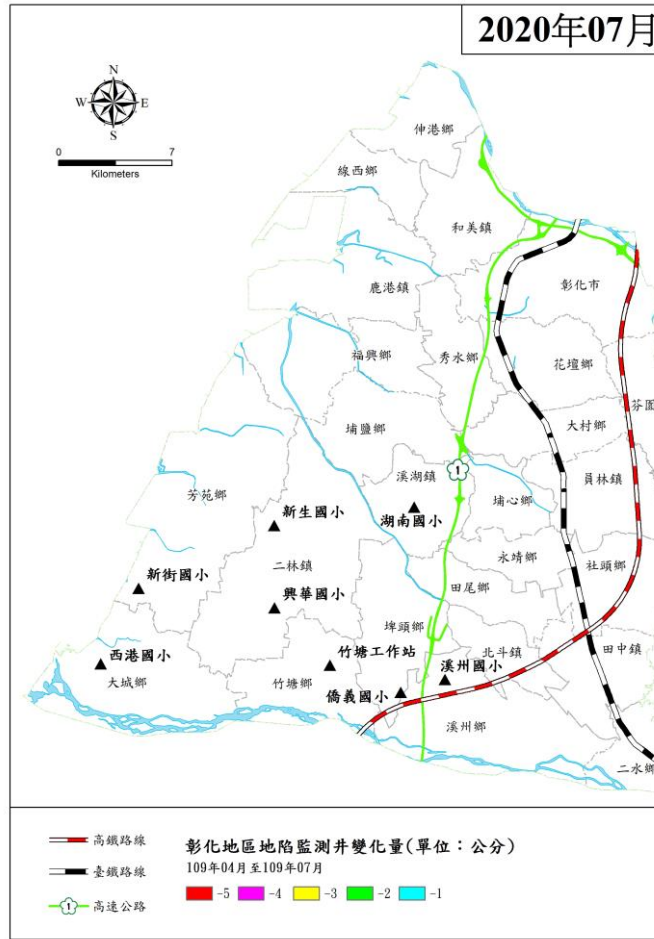 2020年07月
N
W E
S
0 7
Kilometers
伸港鄉
線西鄉
和美鎮
彰化市
鹿港鎮
福興鄉
秀水鄉
花壇鄉
芬園
大村鄉
埔鹽鄉
員林鎮
溪湖鎮
1
芳苑鄉
埔心鄉
新生國小
湖南國小
永靖鄉
二林鎮
社頭鄉
新街國小
田尾鄉
興華國小
埤頭鄉
北斗鎮
田中鎮
竹塘工作站
西港國小
溪州國小
大城鄉
竹塘鄉
僑義國小
溪州鄉
二水鄉
高鐵路線
臺鐵路線
1 高速公路
彰化地區地陷監測井變化量(單位：公分)
109年04月至109年07月
-5 -4 -3 -2 -1